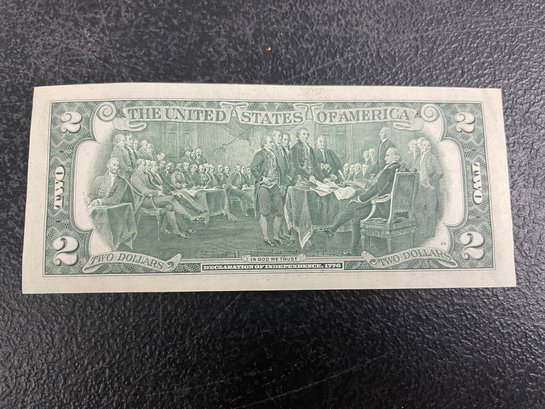 2 THE UNITED STATES OF AMERICA 2
TWO TWO
2 TWO DOLLARS IN GOD WE TRUST TWO DOLLARS 2
DECLARATION OF INDEPENDENCE, 1776